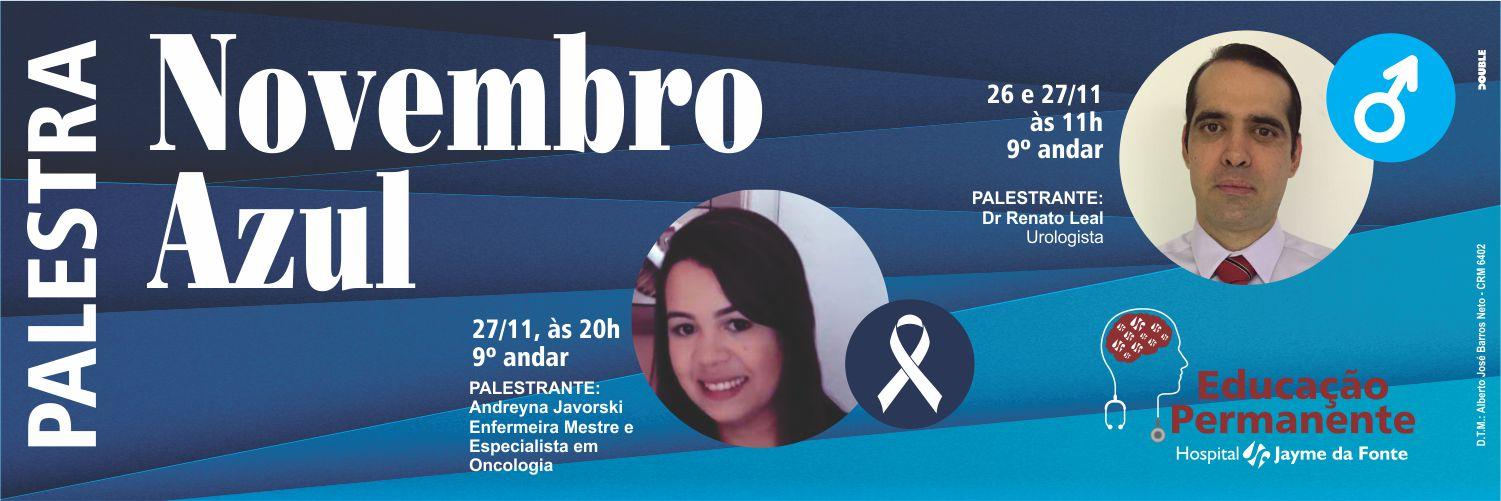 PALESTRA
Novembro
Azul
27/11, às 20h
9º andar
PALESTRANTE:
Andreyna Javorski
Enfermeira Mestre e
Especialista em
Oncologia
26 e 27/11
às 11h
9º andar
PALESTRANTE:
Dr Renato Leal
Urologista
Educação
Permanente
Hospital Jayme da Fonte
DOUBLE
D.T.M.: Alberto José Barros Neto - CRM 6402